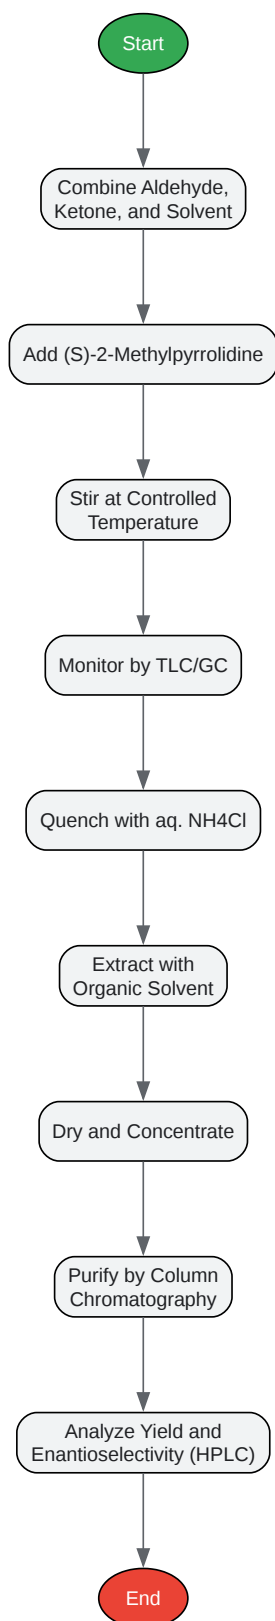 Start
Combine Aldehyde,
Ketone, and Solvent
Add (S)-2-Methylpyrrolidine
Stir at Controlled
Temperature
Monitor by TLC/GC
Quench with aq. NH4Cl
Extract with
Organic Solvent
Dry and Concentrate
Purify by Column
Chromatography
Analyze Yield and
Enantioselectivity (HPLC)
End